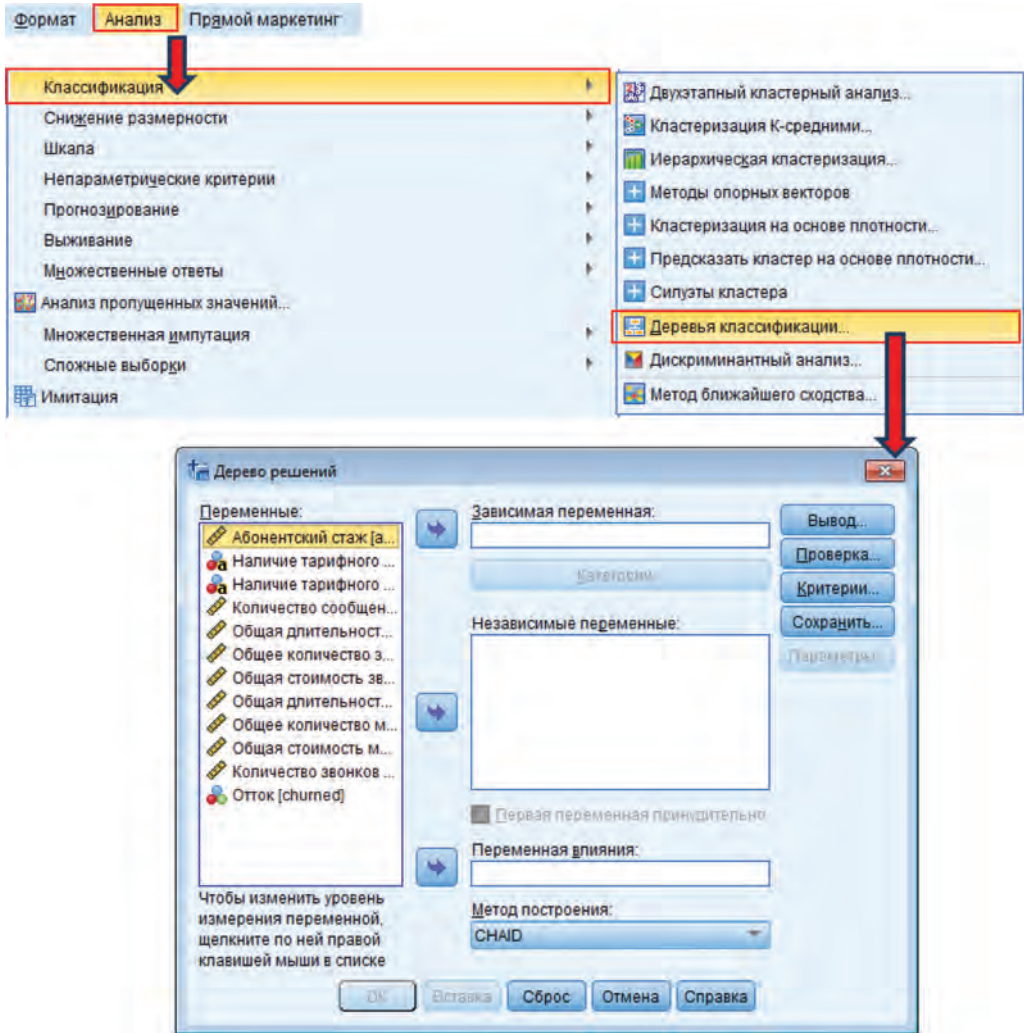 Формат Анализ Прямой маркетинг
Классификация
Снижение размерности
Шкала
Непараметрические критерии
Прогнозирование
Выживание
Множественные ответы
Анализ пропущенных значений...
Множественная импутация
Сложные выборки
Имитация
Двухэтапный кластерный анализ...
Кластеризация К-средними...
Иерархическая кластеризация...
Методы опорных векторов
Кластеризация на основе плотности...
Предсказать кластер на основе плотности...
Силуэты кластера
Деревья классификации...
Дискриминантный анализ...
Метод ближайшего сходства...
Дерево решений
Переменные:
Абонентский стаж [a...
Наличие тарифного ...
Наличие тарифного ...
Количество сообщен...
Общая длительност...
Общее количество з...
Общая стоимость зв...
Общая длительност...
Общее количество м...
Общая стоимость м...
Количество звонков ...
Отток [churned]
Чтобы изменить уровень
измерения переменной,
щелкните по ней правой
клавишей мыши в списке
Зависимая переменная:
Категории...
Независимые переменные:
Первая переменная принудительно
Переменная влияния:
Метод построения:
CHAID
Вывод...
Проверка...
Критерии...
Сохранить...
Параметры...
ОК Вставка Сброс Отмена Справка